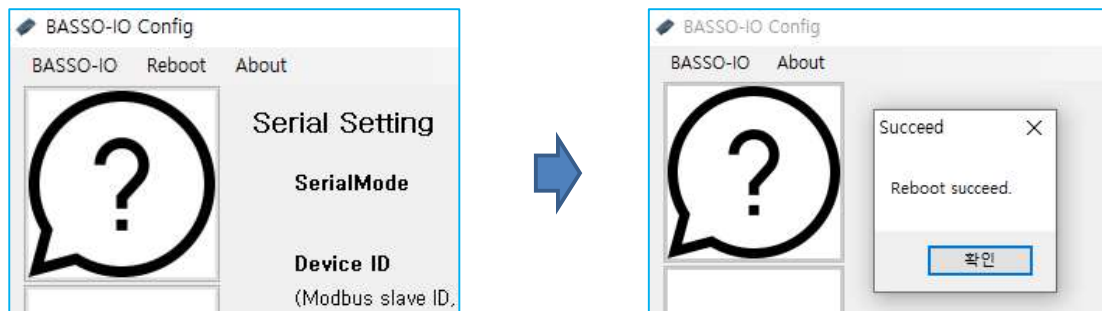 BASSO-IO Config
BASSO-IO Reboot About
?
Serial Setting
SerialMode
Device ID
(Modbus slave ID,
BASSO-IO Config
BASSO-IO About
?
Succeed
Reboot succeed.
확인